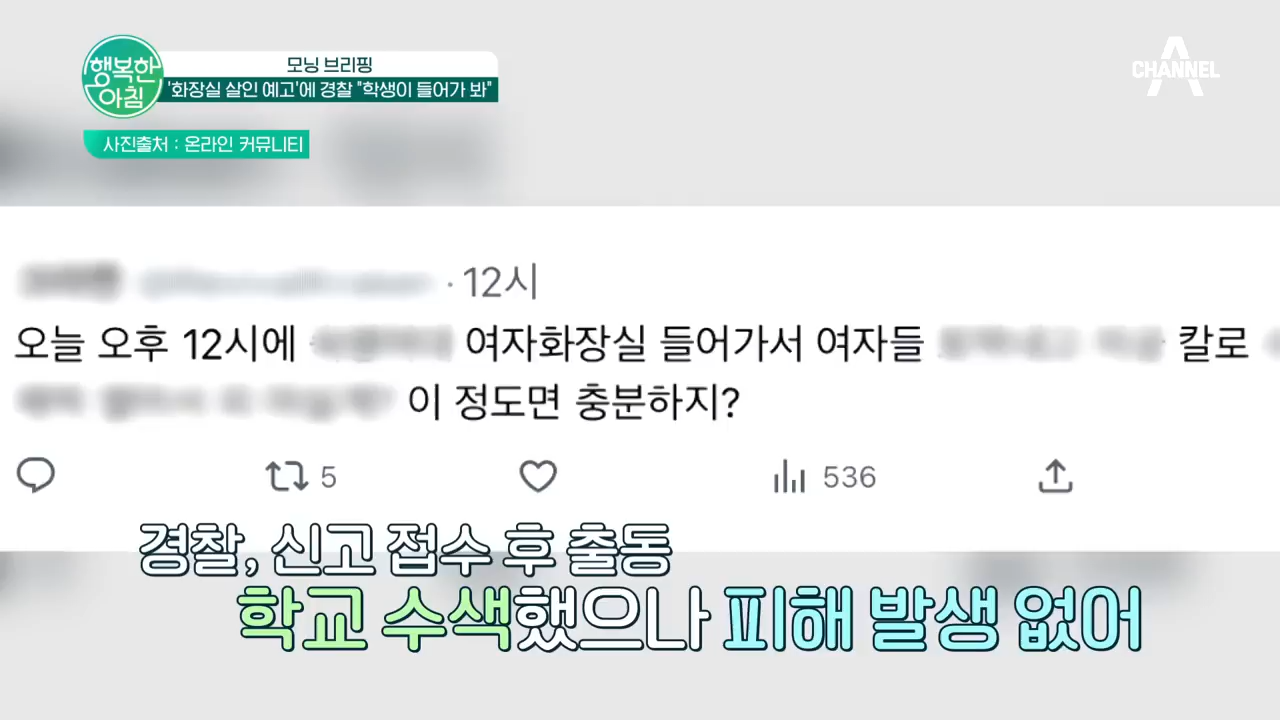 행복한
아침
모닝 브리핑
'화장실 살인 예고'에 경찰 "학생이 들어가 봐"
CHANNEL A
사진출처 : 온라인 커뮤니티
· 12시
오늘 오후 12시에 여자화장실 들어가서 여자들 칼로
이 정도면 충분하지?
5 536
경찰, 신고 접수 후 출동
학교 수색했으나 피해 발생 없어